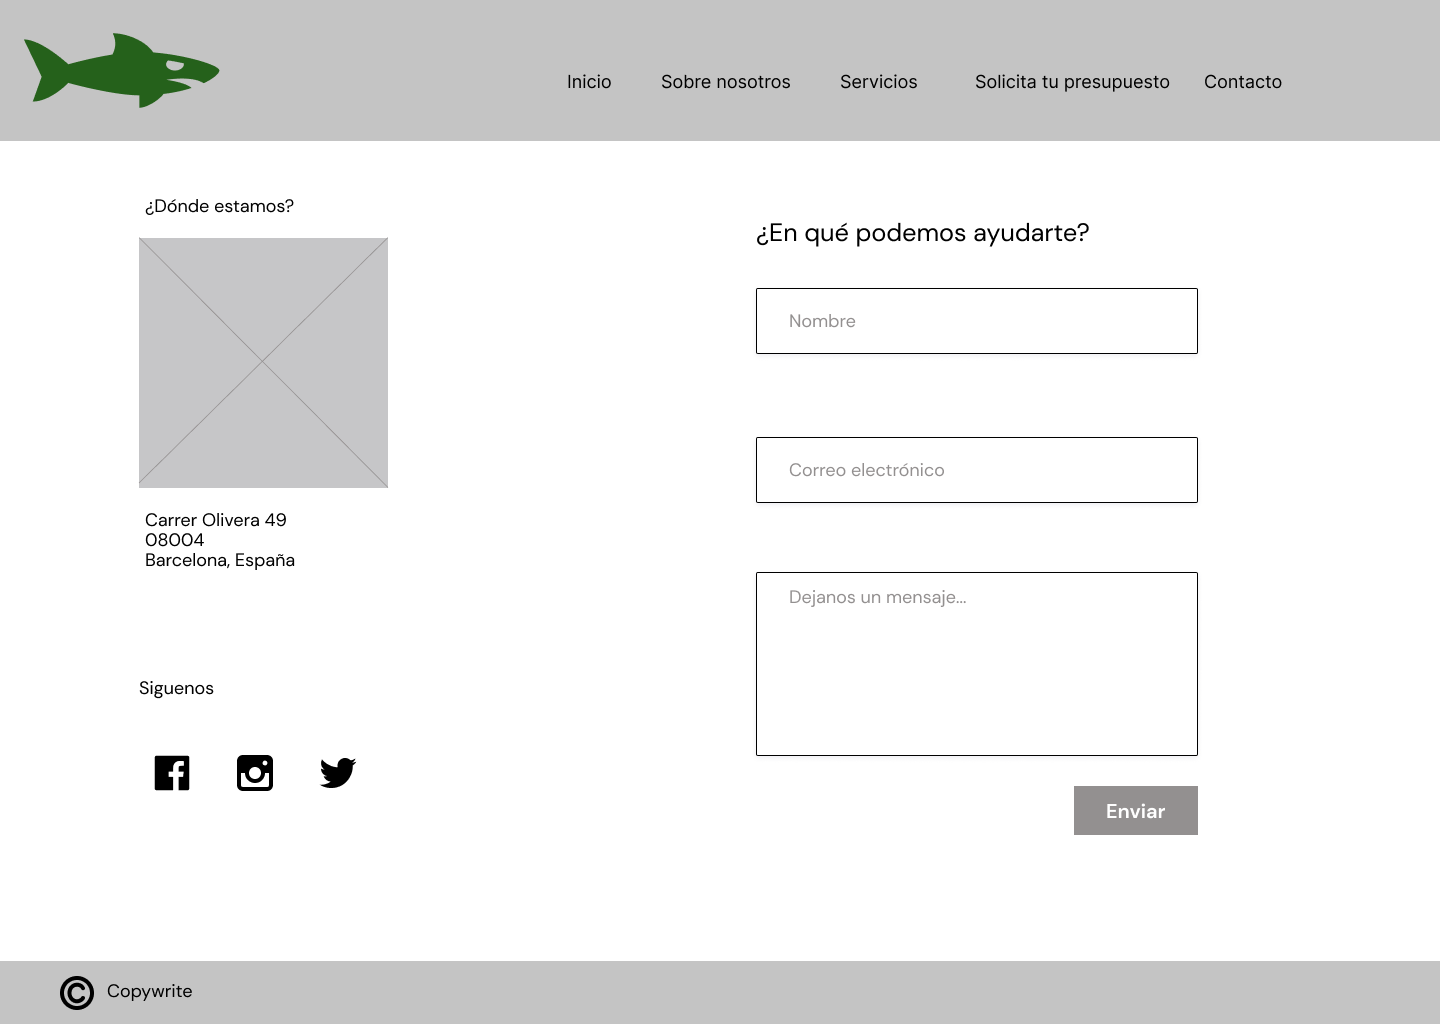 Inicio
Sobre nosotros
Servicios
Solicita tu presupuesto
Contacto
¿Dónde estamos?
Carrer Olivera 49
08004
Barcelona, España
Siguenos
¿En qué podemos ayudarte?
Nombre
Correo electrónico
Dejanos un mensaje...
Enviar
© Copywrite